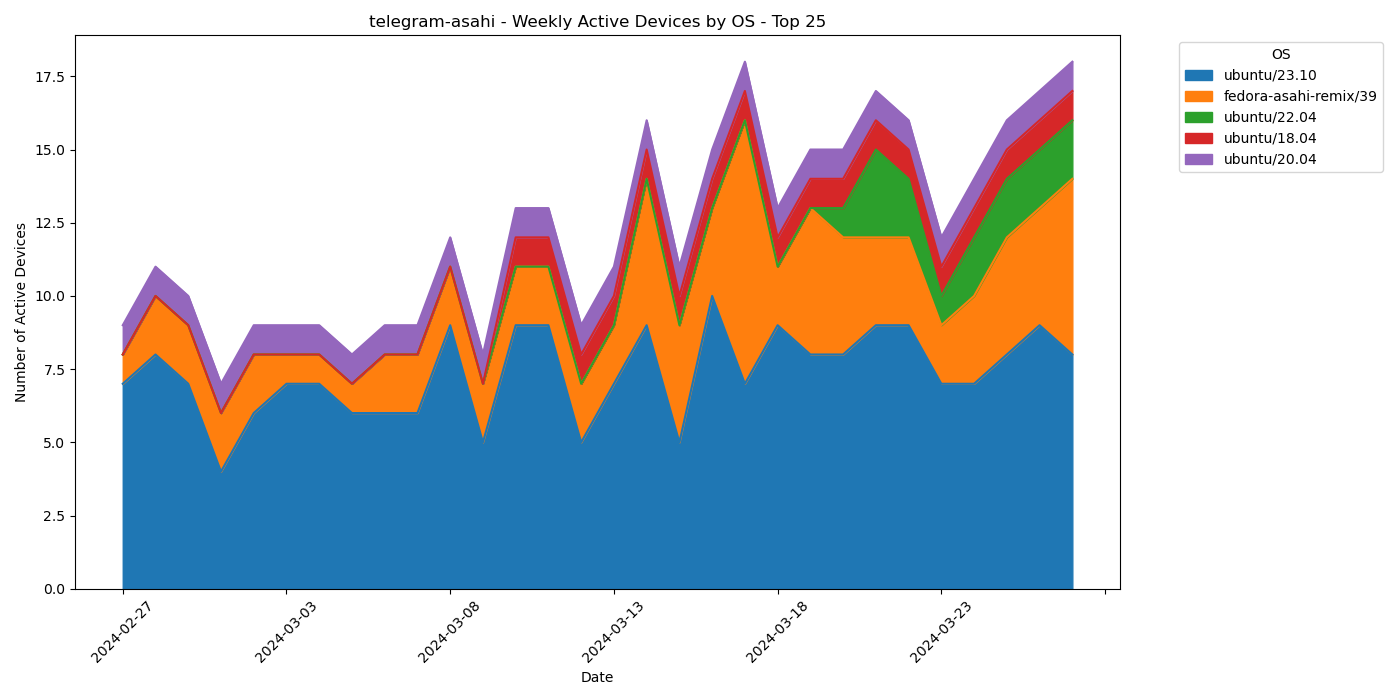 telegram-asahi - Weekly Active Devices by OS - Top 25
OS
ubuntu/23.10
fedora-asahi-remix/39
ubuntu/22.04
ubuntu/18.04
ubuntu/20.04
Number of Active Devices
17.5
15.0
12.5
10.0
7.5
5.0
2.5
0.0
2024-02-27
2024-03-03
2024-03-08
2024-03-13
2024-03-18
2024-03-23
Date